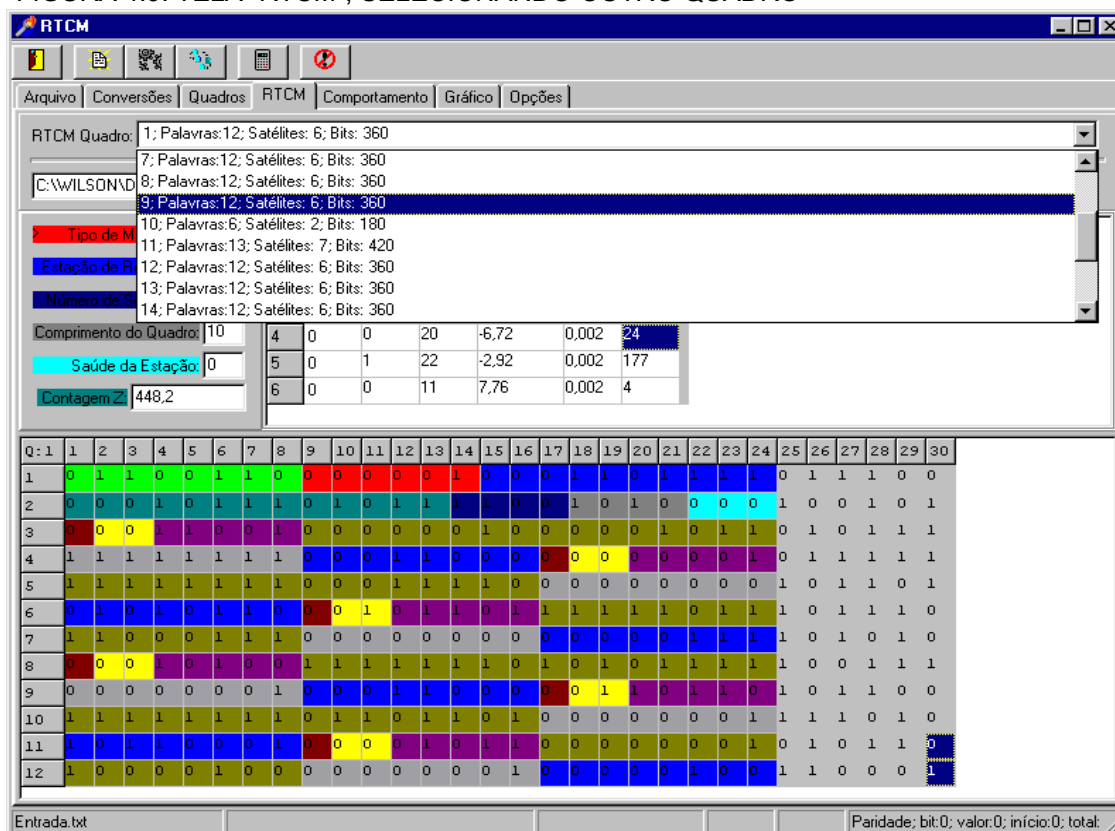 TELA "RTCM", SELECIONANDO OUTRO QUADRO
RTCM
Arquivo Conversões Quadros RTCM Comportamento Gráfico Opções
RTCM Quadro: 1; Palavras:12; Satélites: 6; Bits: 360
7; Palavras:12; Satélites: 6; Bits: 360
C:\WILSON\D
8; Palavras:12; Satélites: 6; Bits: 360
9; Palavras:12; Satélites: 6; Bits: 360
> Tipo de M
10; Palavras:6; Satélites: 2; Bits: 180
11; Palavras:13; Satélites: 7; Bits: 420
Estação de R
12; Palavras:12; Satélites: 6; Bits: 360
13; Palavras:12; Satélites: 6; Bits: 360
Número de S
14; Palavras:12; Satélites: 6; Bits: 360
Comprimento do Quadro: 10
4 0 0 20 -6,72 0,002 24
Saúde da Estação: 0
5 0 1 22 -2,92 0,002 177
Contagem Z: 448,2
6 0 0 11 7,76 0,002 4
Q:1 1 2 3 4 5 6 7 8 9 10 11 12 13 14 15 16 17 18 19 20 21 22 23 24 25 26 27 28 29 30
1 0 1 1 0 0 1 1 0 0 0 0 0 0 1 0 0 0 1 1 0 1 1 1 1 0 1 1 1 0 0
2 0 0 0 1 0 1 1 1 0 1 0 1 1 1 1 0 0 1 0 1 0 0 0 0 1 0 0 1 0 1
3 0 0 0 1 1 0 0 1 0 0 0 0 0 0 1 0 0 0 0 0 1 0 1 1 0 1 0 1 1 1
4 1 1 1 1 1 1 1 1 0 0 0 1 1 0 0 0 0 0 0 0 0 0 0 1 0 1 1 1 1 1
5 1 1 1 1 1 1 1 1 0 0 0 1 1 1 1 0 0 0 0 0 0 0 0 0 1 0 1 1 0 1
6 0 1 0 1 0 1 1 0 0 0 1 0 1 1 0 1 1 1 1 1 1 0 1 1 1 0 1 1 1 0
7 1 1 0 0 0 1 1 1 0 0 0 0 0 0 0 0 0 0 0 0 0 1 1 1 1 0 1 0 1 0
8 0 0 0 1 0 1 0 0 1 1 1 1 1 1 1 0 1 0 1 0 1 1 1 1 1 0 0 1 1 1
9 0 0 0 0 0 0 0 1 0 0 0 1 1 0 0 0 0 0 1 1 0 1 1 0 1 0 1 1 0 0
10 1 1 1 1 1 1 1 1 0 1 1 0 1 1 0 1 0 0 0 0 0 0 0 1 1 1 1 0 1 0
11 1 0 1 1 0 0 0 1 0 0 0 0 1 0 1 1 0 0 0 0 0 0 0 1 0 1 0 1 1 0
12 1 0 0 0 0 1 0 0 0 0 0 0 0 0 0 1 0 0 0 0 0 1 0 0 1 1 0 0 0 1
Entrada.txt Paridade; bit:0; valor:0; início:0; total: